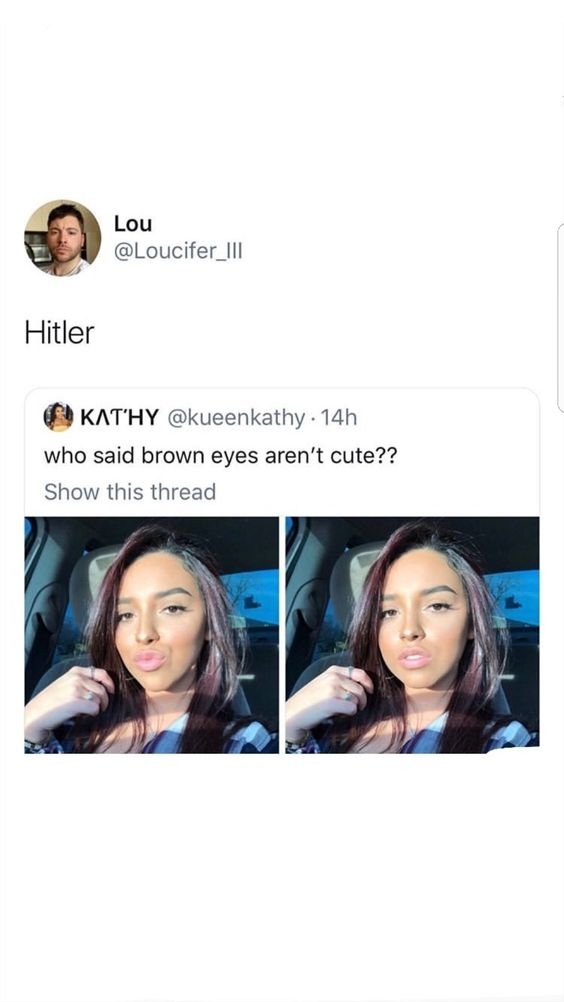 Lou
@Loucifer_III
Hitler
KΛT'HY @kueenkathy · 14h
who said brown eyes aren't cute??
Show this thread